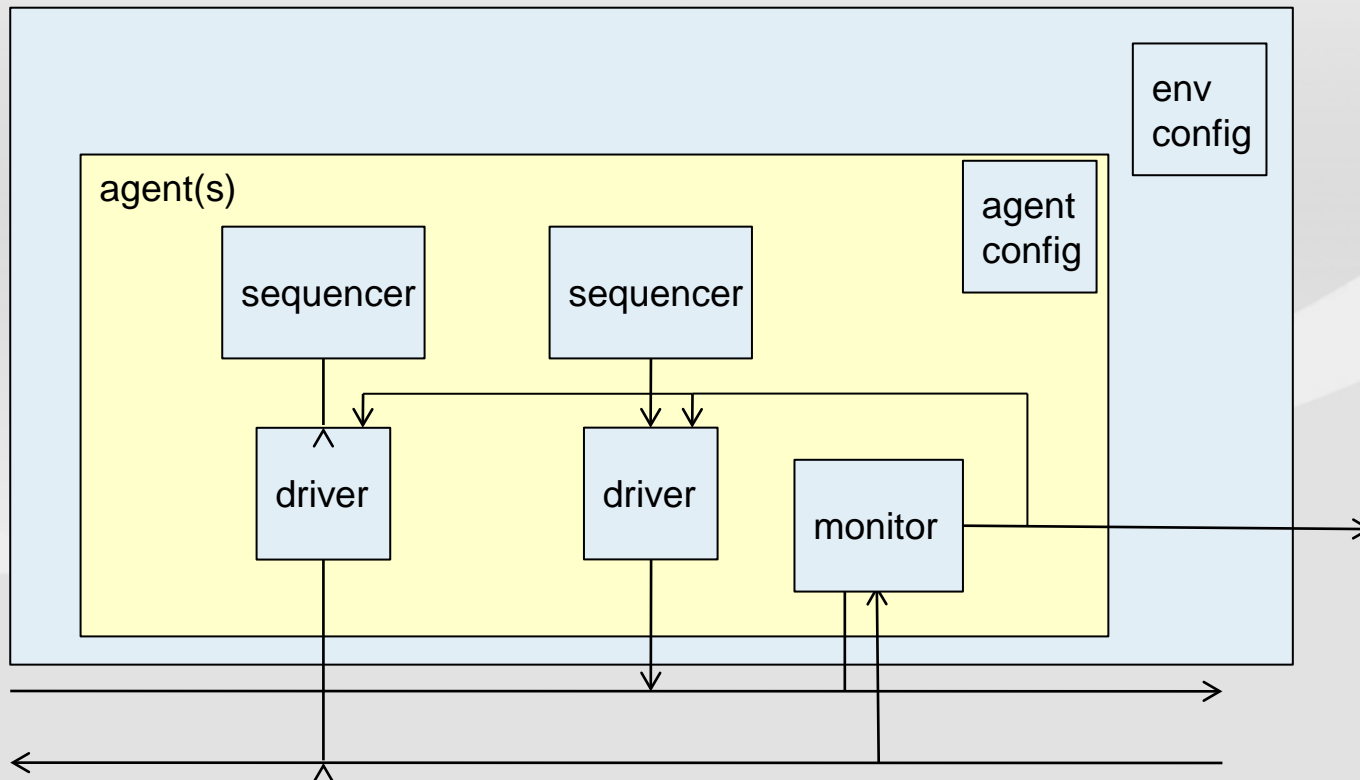 env
config
agent(s)
agent
config
sequencer
sequencer
driver
driver
monitor